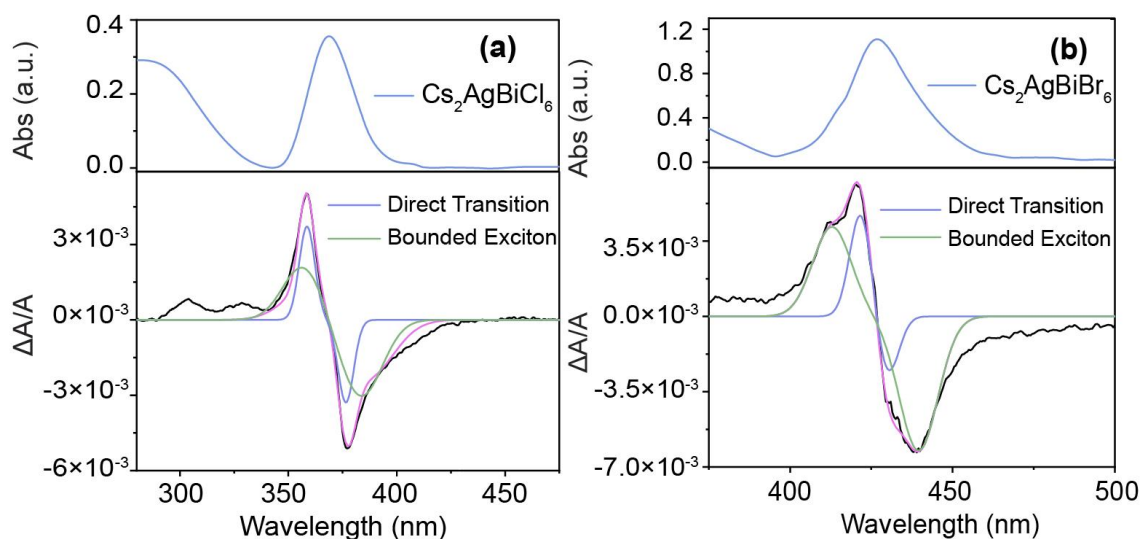 (a)
Abs (a.u.)
0.4
0.2
0.0
Cs₂AgBiCl₆
ΔA/A
3×10⁻³
0×10⁻³
-3×10⁻³
-6×10⁻³
Direct Transition
Bounded Exciton
300 350 400 450
Wavelength (nm)
(b)
Abs (a.u.)
1.2
0.8
0.4
0.0
Cs₂AgBiBr₆
ΔA/A
3.5×10⁻³
0.0×10⁻³
-3.5×10⁻³
-7.0×10⁻³
Direct Transition
Bounded Exciton
400 450 500
Wavelength (nm)